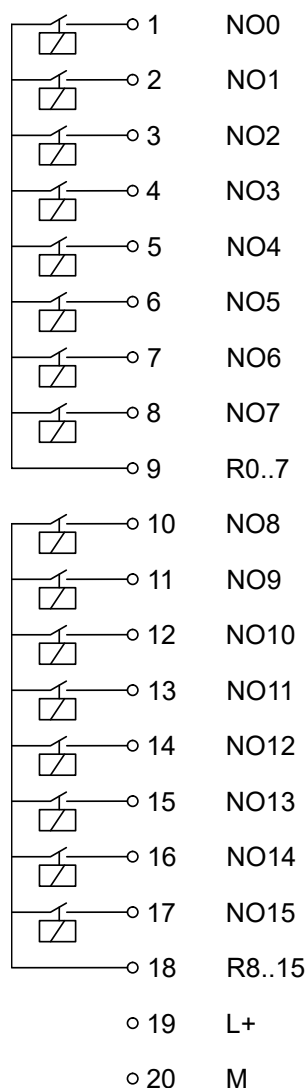 1 NO0
2 NO1
3 NO2
4 NO3
5 NO4
6 NO5
7 NO6
8 NO7
9 R0..7
10 NO8
11 NO9
12 NO10
13 NO11
14 NO12
15 NO13
16 NO14
17 NO15
18 R8..15
19 L+
20 M